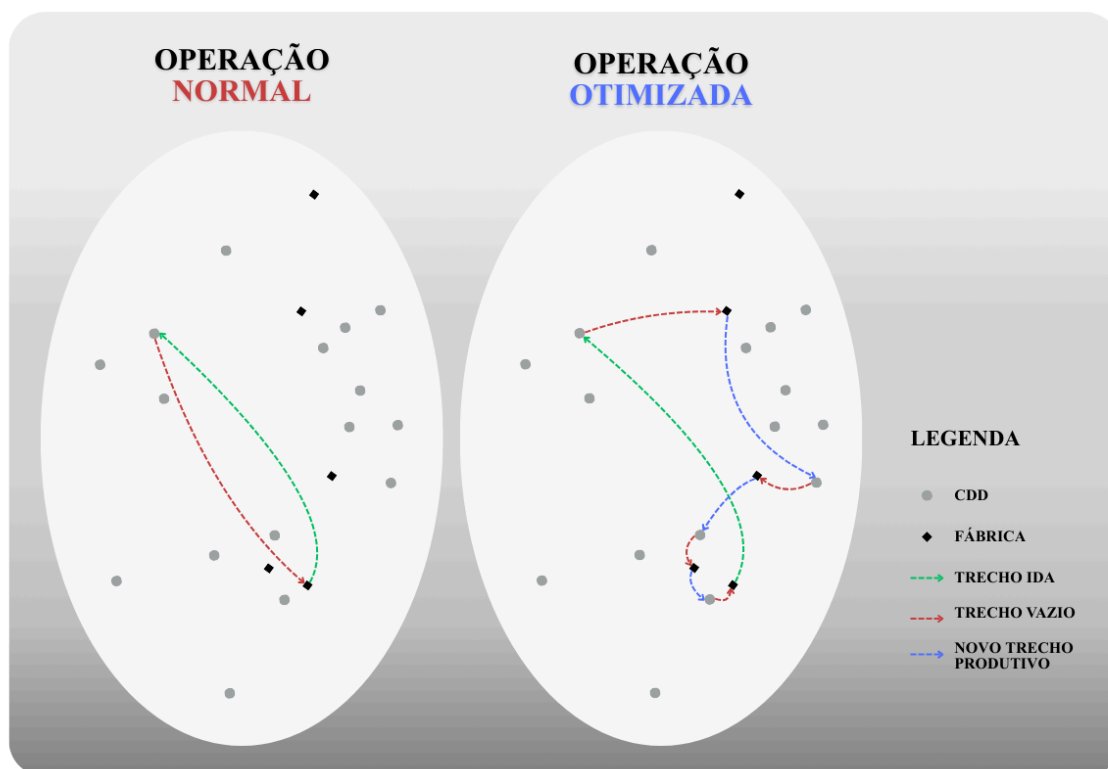 OPERAÇÃO
NORMAL
OPERAÇÃO
OTIMIZADA
LEGENDA
CDD
FÁBRICA
TRECHO IDA
TRECHO VAZIO
NOVO TRECHO
PRODUTIVO